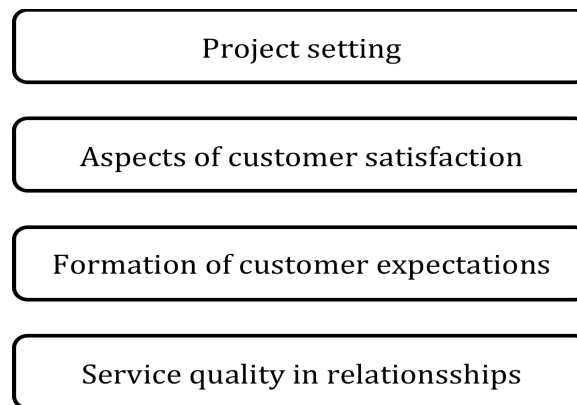 Project setting
Aspects of customer satisfaction
Formation of customer expectations
Service quality in relationsships